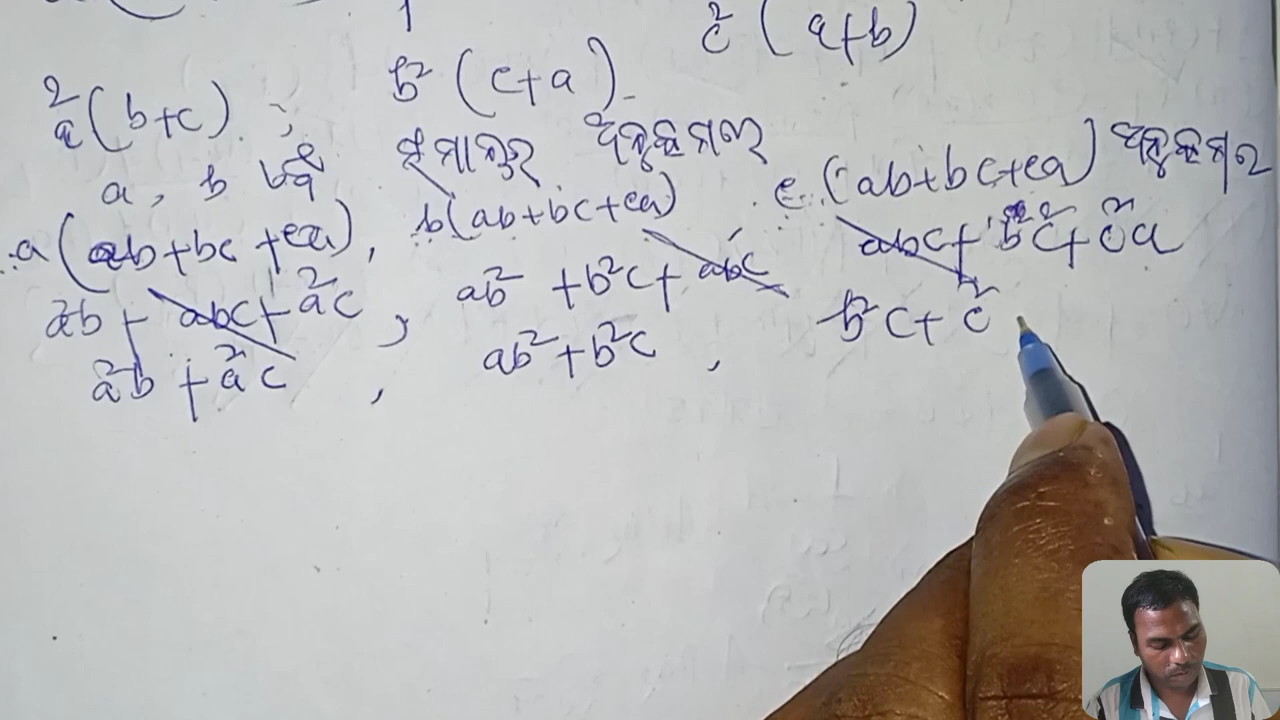 c² (a+b)
a² (b+c) ; b² (c+a)
a, b ଏବଂ
a (ab+bc+ca), b(ab+bc+ca), c (ab+bc+ca)
a²b + abc + a²c , ab² + b²c + abc abc + b²c + c²a
a²b + a²c , ab² + b²c , b²c + c²